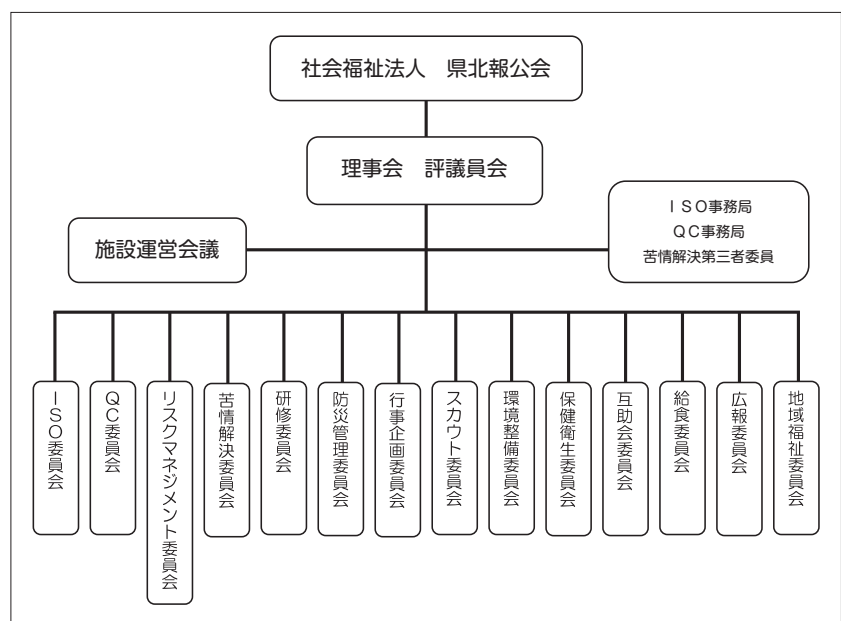 社会福祉法人　県北報公会
理事会　評議員会
施設運営会議
ＩＳＯ事務局
ＱＣ事務局
苦情解決第三者委員
ＩＳＯ委員会
ＱＣ委員会
リスクマネジメント委員会
苦情解決委員会
研修委員会
防災管理委員会
行事企画委員会
スカウト委員会
環境整備委員会
保健衛生委員会
互助会委員会
給食委員会
広報委員会
地域福祉委員会